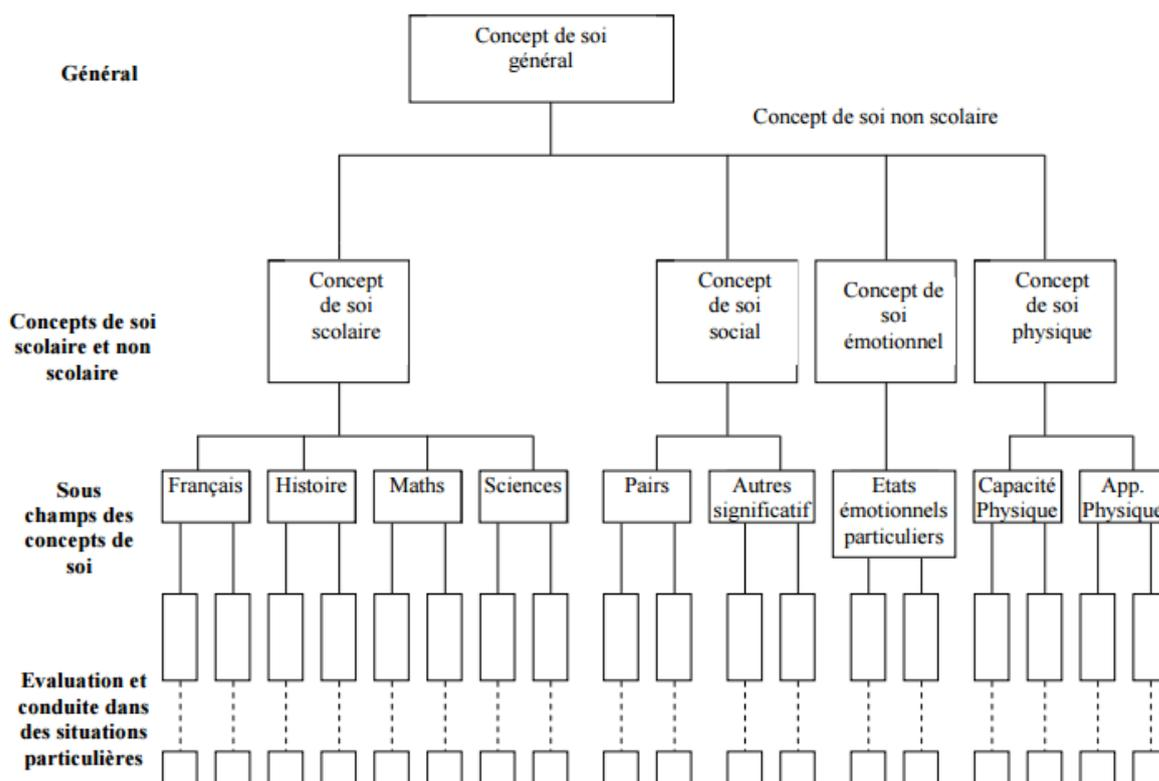 Concept de soi
général
Général
Concept de soi non scolaire
Concepts de soi
scolaire et non
scolaire
Concept
de soi
scolaire
Concept
de soi
social
Concept de
soi
émotionnel
Concept
de soi
physique
Sous
champs des
concepts de
soi
Français
Histoire
Maths
Sciences
Pairs
Autres
significatif
Etats
émotionnels
particuliers
Capacité
Physique
App.
Physique
Evaluation et
conduite dans
des situations
particulières